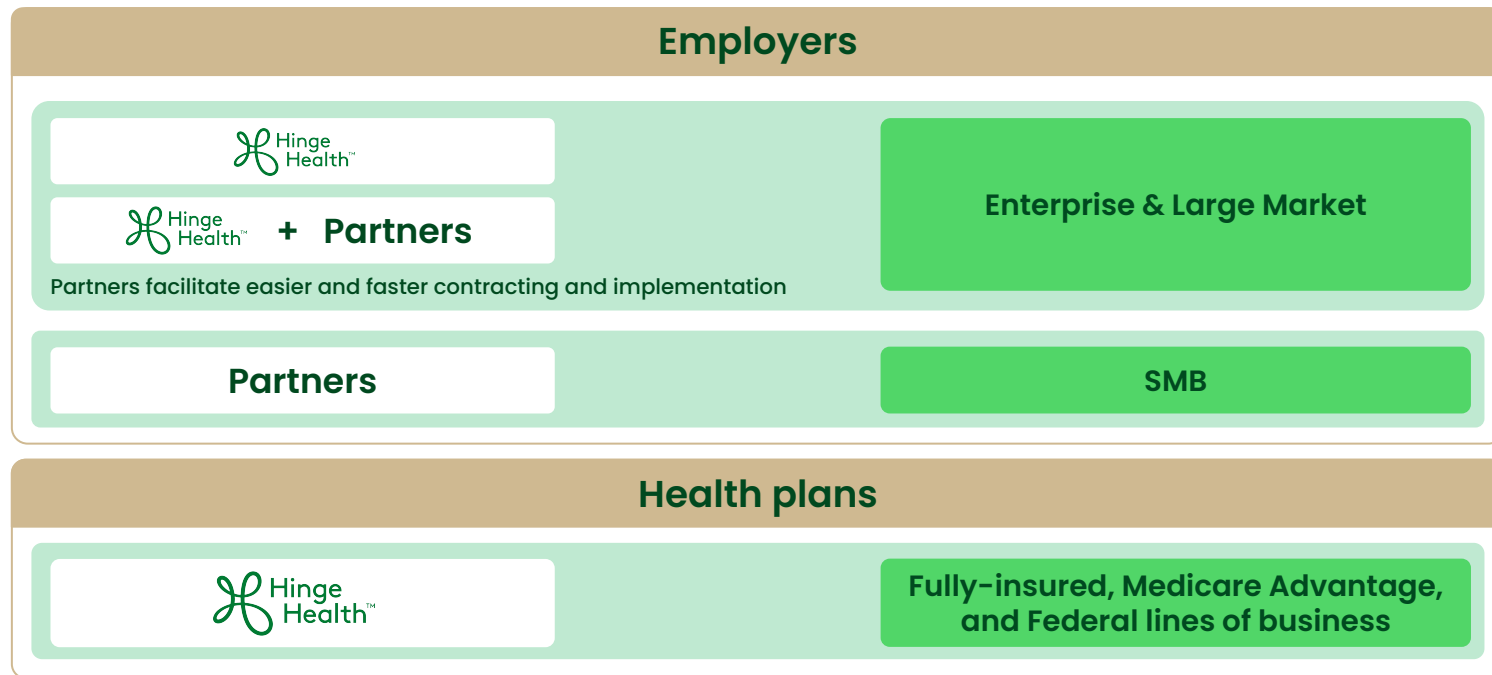 Employers
Hinge
Health™
Enterprise & Large Market
Hinge
Health™
+ Partners
Partners facilitate easier and faster contracting and implementation
Partners
SMB
Health plans
Hinge
Health™
Fully-insured, Medicare Advantage,
and Federal lines of business